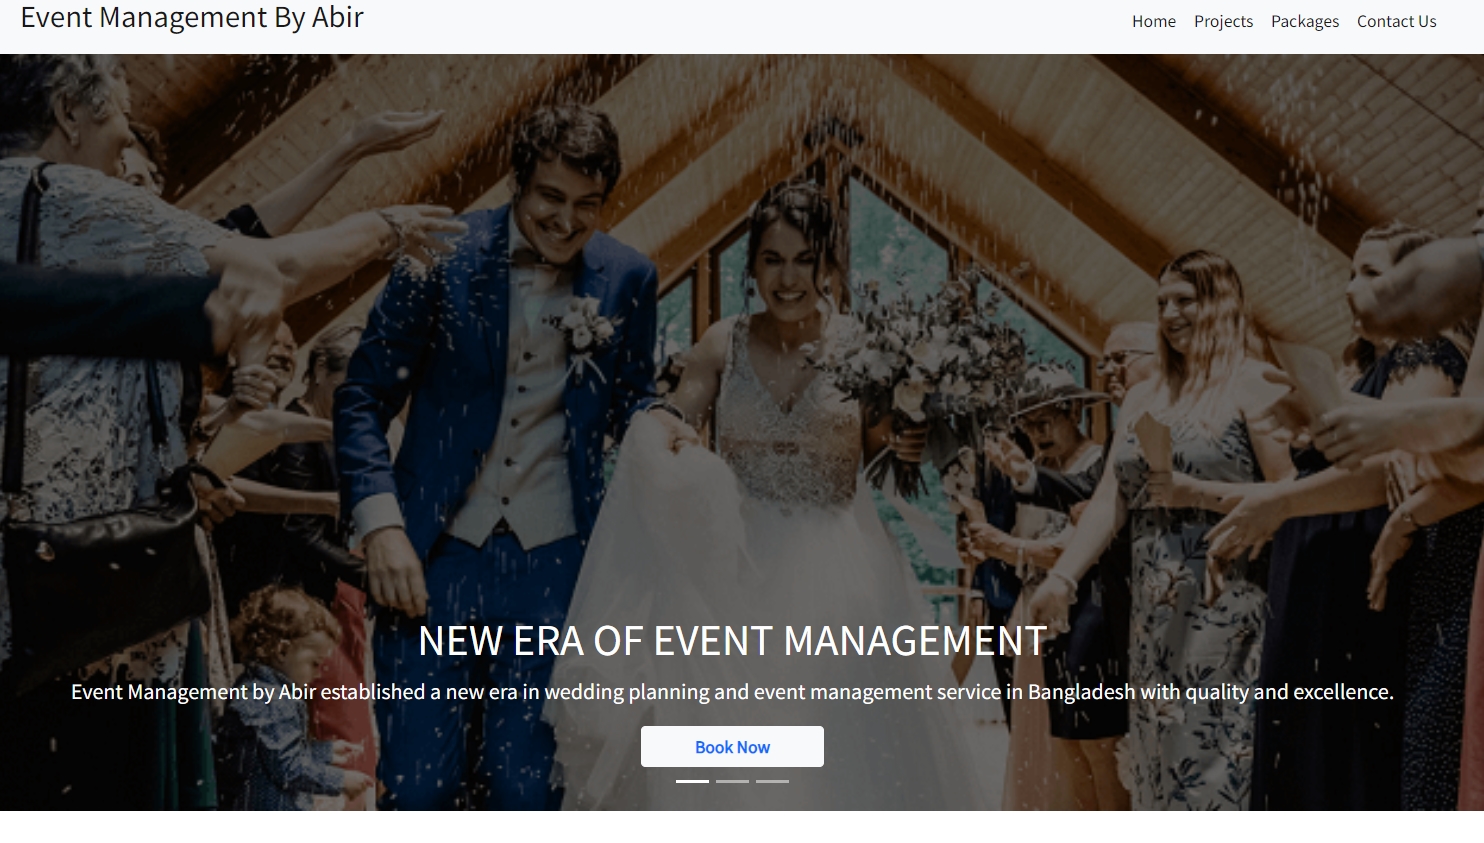 Event Management By Abir
Home Projects Packages Contact Us
NEW ERA OF EVENT MANAGEMENT
Event Management by Abir established a new era in wedding planning and event management service in Bangladesh with quality and excellence.
Book Now